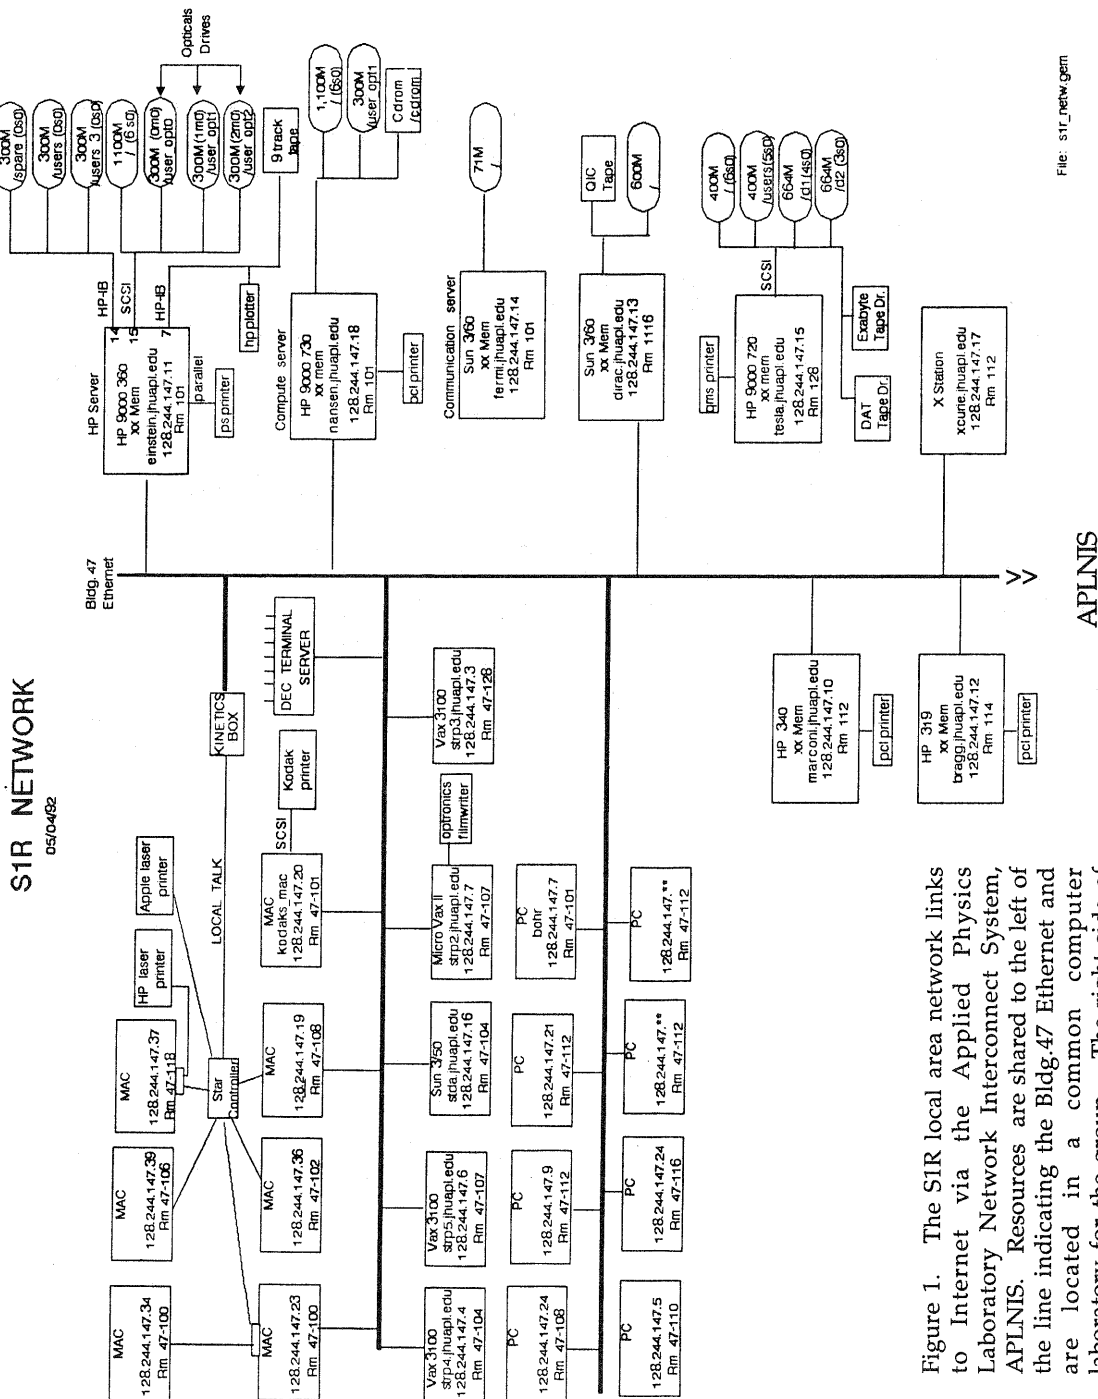 S1R NETWORK
05/04/92
Bldg. 47
Ethernet
HP Server
HP 9000 360
xx Mem
einstein.jhuapl.edu
128.244.147.11
Rm 101
14
15
7
HP-IB
SCSI
HP-IB
parallel
ps printer
hp plotter
300M
/spare (0s0)
300M
/users (0s0)
300M
/users 3 (0s0)
1100M
/ (6 s0)
300M (0m0)
/user opt0
300M (1m0)
/user opt1
300M (2m0)
/user opt2
Opticals
Drives
9 track
tape
Compute server
HP 9000 730
xx mem
nansen.jhuapl.edu
128.244.147.18
Rm 101
pcl printer
1,100M
/ (6s0)
300M
/user opt1
Cdrom
/cdrom
Communication server
Sun 3/60
xx Mem
fermi.jhuapl.edu
128.244.147.14
Rm 101
71M
/
Sun 3/60
xx Mem
dirac.jhuapl.edu
128.244.147.13
Rm 1116
QIC
Tape
600M
/
qms printer
HP 9000 720
xx mem
tesla.jhuapl.edu
128.244.147.15
Rm 128
SCSI
400M
/ (6s0)
400M
/users (5s0)
664M
/d1 (4s0)
664M
/d2 (3s0)
DAT
Tape Dr.
Exabyte
Tape Dr.
X Station
xcurie.jhuapl.edu
128.244.147.17
Rm 112
File: s1r_netw.gem
APLNIS
KINETICS
BOX
LOCAL TALK
Apple laser
printer
HP laser
printer
Star
Controller
MAC
128.244.147.37
Rm 47-118
MAC
128.244.147.39
Rm 47-106
MAC
128.244.147.34
Rm 47-100
MAC
128.244.147.23
Rm 47-100
MAC
128.244.147.36
Rm 47-102
MAC
128.244.147.19
Rm 47-108
MAC
kodaks_mac
128.244.147.20
Rm 47-101
SCSI
Kodak
printer
DEC TERMINAL
SERVER
Vax 3100
strp4.jhuapl.edu
128.244.147.4
Rm 47-104
Vax 3100
strp5.jhuapl.edu
128.244.147.6
Rm 47-107
Sun 3/50
stda.jhuapl.edu
128.244.147.16
Rm 47-104
Micro Vax II
strp2.jhuapl.edu
128.244.147.7
Rm 47-107
optronics
filmwriter
Vax 3100
strp3.jhuapl.edu
128.244.147.3
Rm 47-128
PC
128.244.147.24
Rm 47-108
PC
128.244.147.9
Rm 47-112
PC
128.244.147.21
Rm 47-112
PC
bohr
128.244.147.7
Rm 47-101
PC
128.244.147.5
Rm 47-110
PC
128.244.147.24
Rm 47-116
PC
128.244.147.**
Rm 47-112
PC
128.244.147.**
Rm 47-112
HP 340
xx Mem
marconi.jhuapl.edu
128.244.147.10
Rm 112
pcl printer
HP 319
xx Mem
bragg.jhuapl.edu
128.244.147.12
Rm 114
pcl printer
Figure 1. The S1R local area network links
to Internet via the Applied Physics
Laboratory Network Interconnect System,
APLNIS. Resources are shared to the left of
the line indicating the Bldg.47 Ethernet and
are located in a common computer
laboratory for the group. The right side of